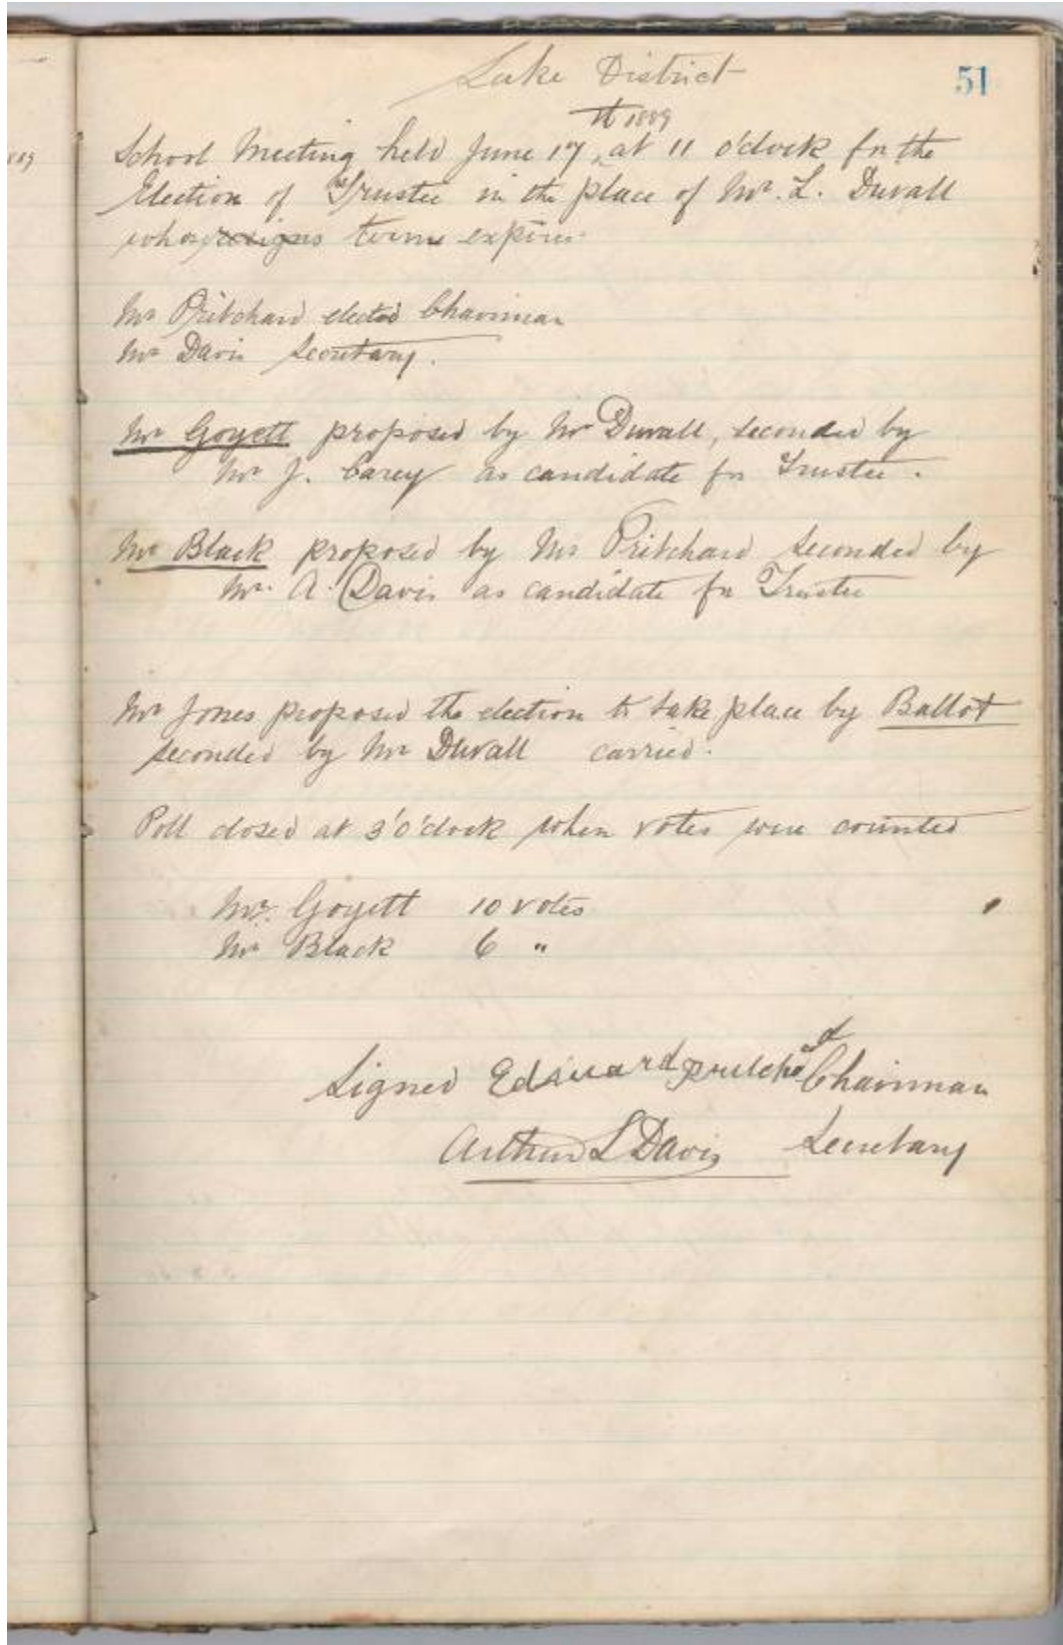 Lake District
51
th 1889
School Meeting held June 17, at 11 o'clock for the
Election of Trustee in the place of Mr. L. Duvall
whose resigns term expires.
Mr Pritchard elected Chairman
Mr Davis Secretary.
Mr Goyett proposed by Mr Duvall, seconded by
Mr J. Carey as candidate for Trustee.
Mr Black proposed by Mr Pritchard seconded by
Mr. A. Davis as candidate for Trustee
Mr Jones proposed the election to take place by Ballot
seconded by Mr Duvall carried.
Poll closed at 3'o'clock when votes were counted
Mr. Goyett 10 votes
Mr Black 6 "
Signed Edward pritchard Chairman
Arthur L Davis Secretary